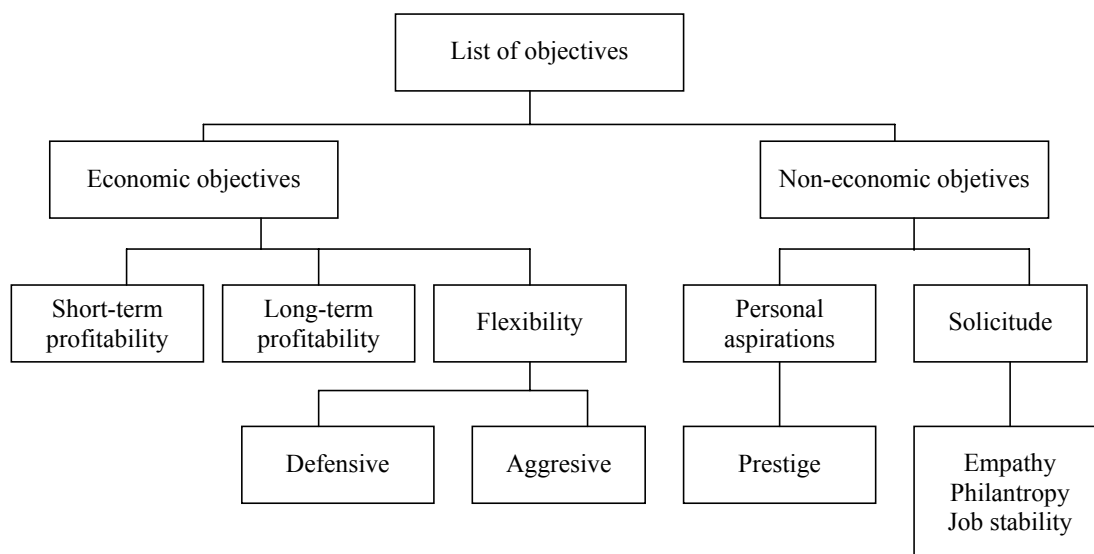 List of objectives
Economic objectives
Non-economic objetives
Short-term
profitability
Long-term
profitability
Flexibility
Personal
aspirations
Solicitude
Defensive
Aggresive
Prestige
Empathy
Philantropy
Job stability